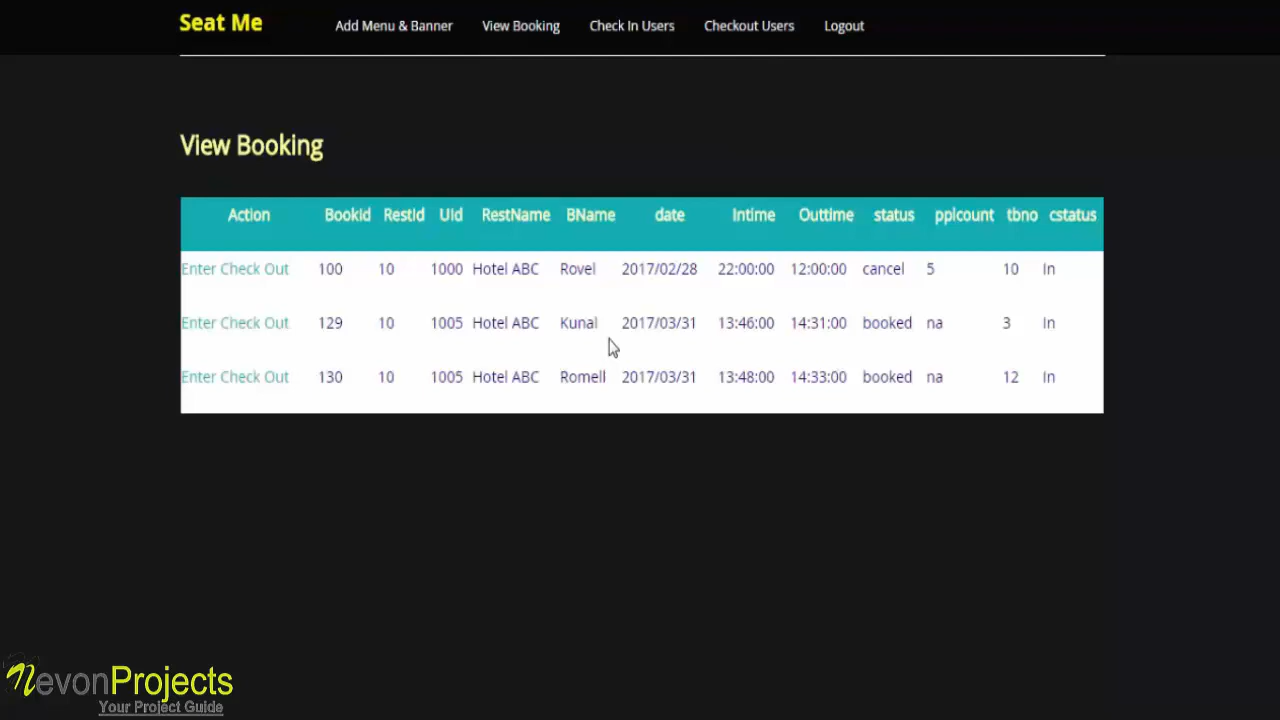 Seat Me Add Menu & Banner View Booking Check In Users Checkout Users Logout
View Booking
Action BookId RestId UId RestName BName date Intime Outtime status pplcount tbno cstatus
Enter Check Out 100 10 1000 Hotel ABC Rovel 2017/02/28 22:00:00 12:00:00 cancel 5 10 In
Enter Check Out 129 10 1005 Hotel ABC Kunal 2017/03/31 13:46:00 14:31:00 booked na 3 In
Enter Check Out 130 10 1005 Hotel ABC Romell 2017/03/31 13:48:00 14:33:00 booked na 12 In
NevonProjects
Your Project Guide